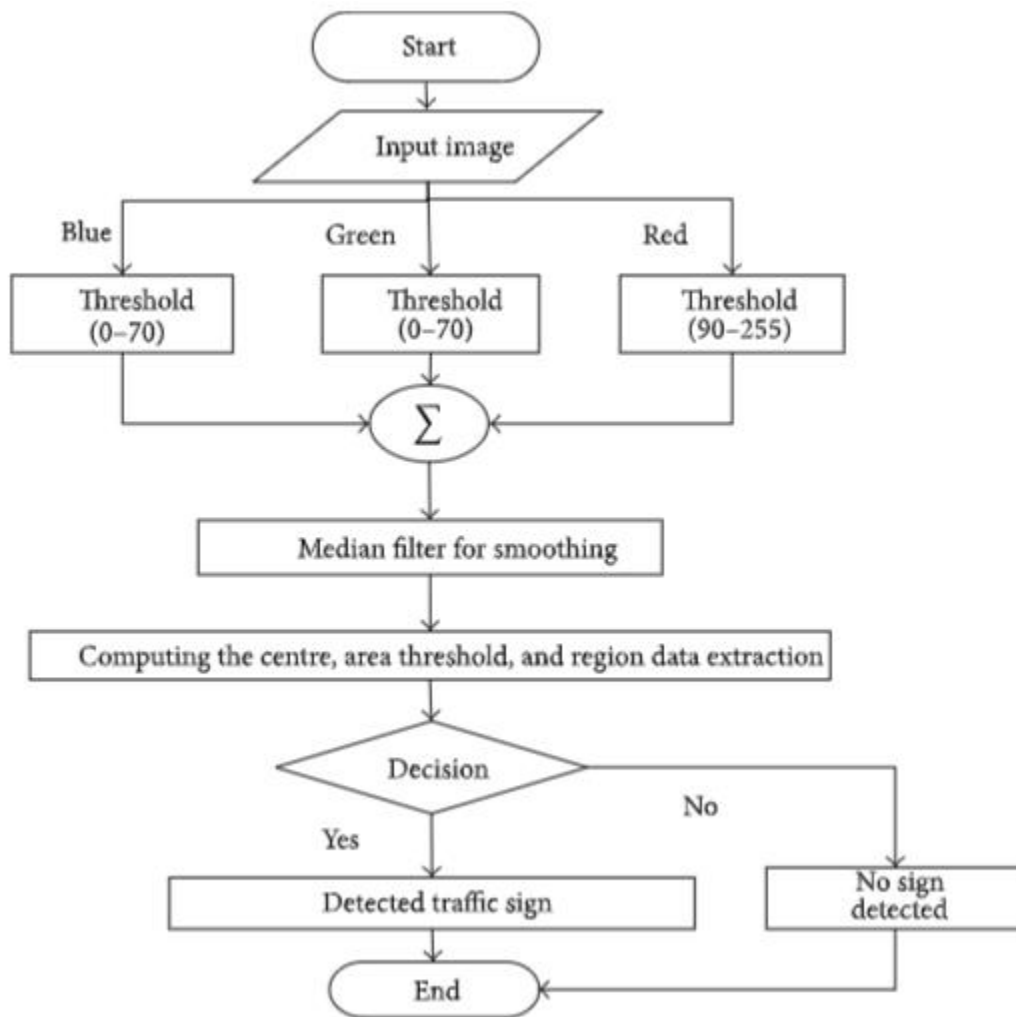 Start
Input image
Blue
Green
Red
Threshold
(0–70)
Threshold
(0–70)
Threshold
(90–255)
∑
Median filter for smoothing
Computing the centre, area threshold, and region data extraction
Decision
Yes
No
Detected traffic sign
No sign
detected
End